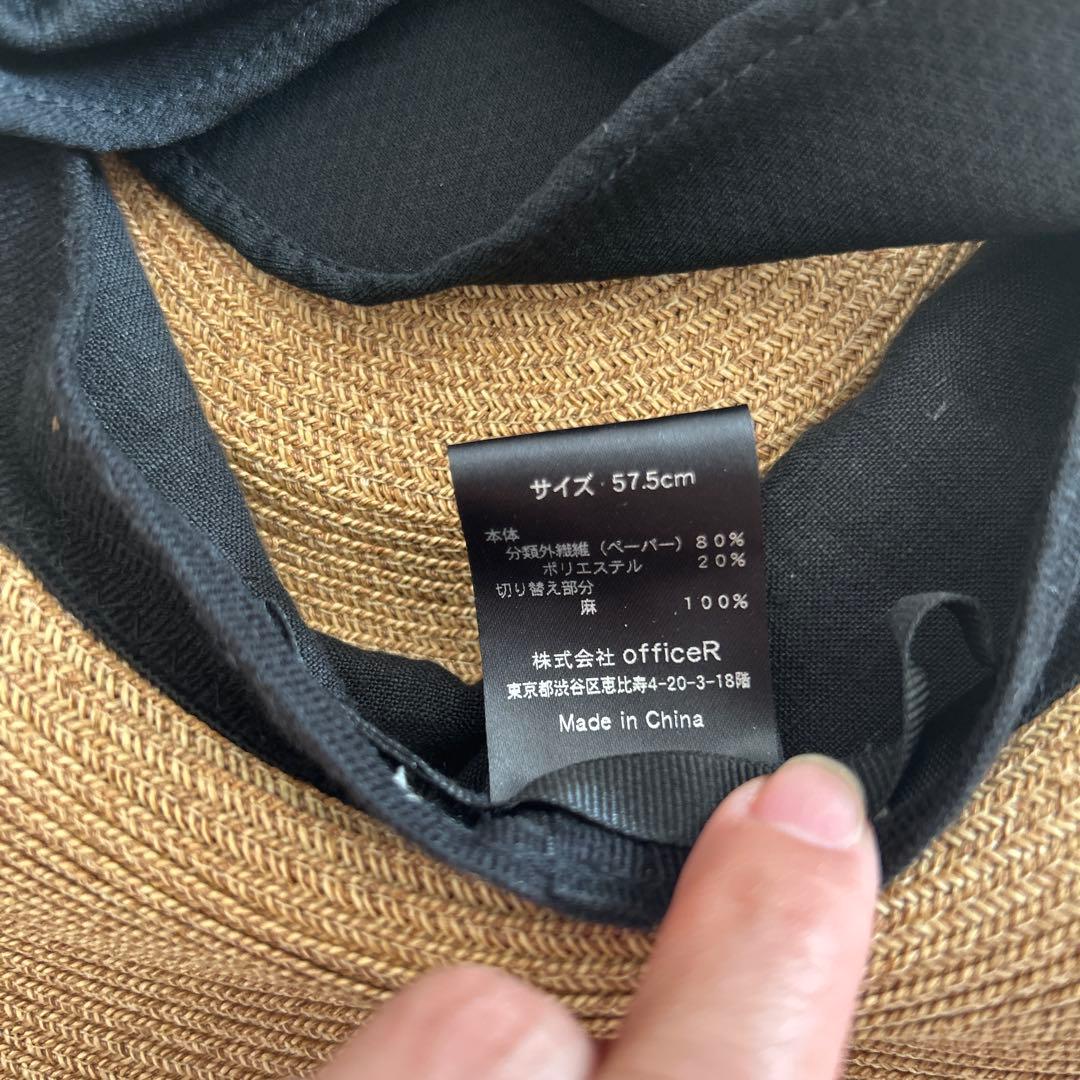 サイズ · 57.5cm
本体
分類外繊維（ペーパー）80%
ポリエステル 20%
切り替え部分
麻 100%
株式会社 officeR
東京都渋谷区恵比寿4-20-3-18階
Made in China